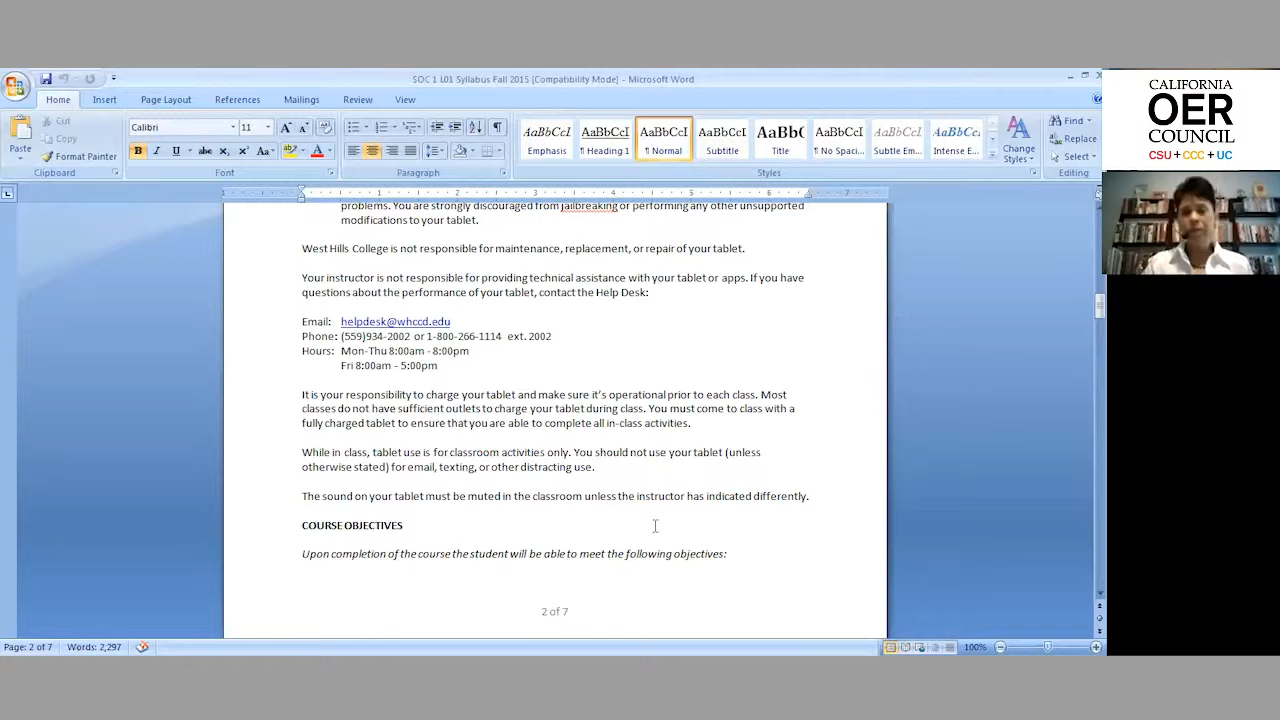 SOC 1 L01 Syllabus Fall 2015 [Compatibility Mode] - Microsoft Word
Home Insert Page Layout References Mailings Review View
Cut
Copy
Format Painter
Paste
Calibri 11
AaBbCcI AaBbCcI AaBbCcI AaBbCcI AaBbC AaBbCcI AaBbCcI AaBbCc
Emphasis ¶ Heading 1 ¶ Normal Subtitle Title ¶ No Spaci... Subtle Em... Intense E...
Change Styles
Find
Replace
Select
Clipboard Font Paragraph Styles Editing
CALIFORNIA
OER
COUNCIL
CSU + CCC + UC
1 1 2 3 4 5 6 7
problems. You are strongly discouraged from jailbreaking or performing any other unsupported
modifications to your tablet.
West Hills College is not responsible for maintenance, replacement, or repair of your tablet.
Your instructor is not responsible for providing technical assistance with your tablet or apps. If you have
questions about the performance of your tablet, contact the Help Desk:
Email: helpdesk@whccd.edu
Phone: (559)934-2002 or 1-800-266-1114 ext. 2002
Hours: Mon-Thu 8:00am - 8:00pm
Fri 8:00am - 5:00pm
It is your responsibility to charge your tablet and make sure it's operational prior to each class. Most
classes do not have sufficient outlets to charge your tablet during class. You must come to class with a
fully charged tablet to ensure that you are able to complete all in-class activities.
While in class, tablet use is for classroom activities only. You should not use your tablet (unless
otherwise stated) for email, texting, or other distracting use.
The sound on your tablet must be muted in the classroom unless the instructor has indicated differently.
COURSE OBJECTIVES
Upon completion of the course the student will be able to meet the following objectives:
2 of 7
Page: 2 of 7 Words: 2,297 100%